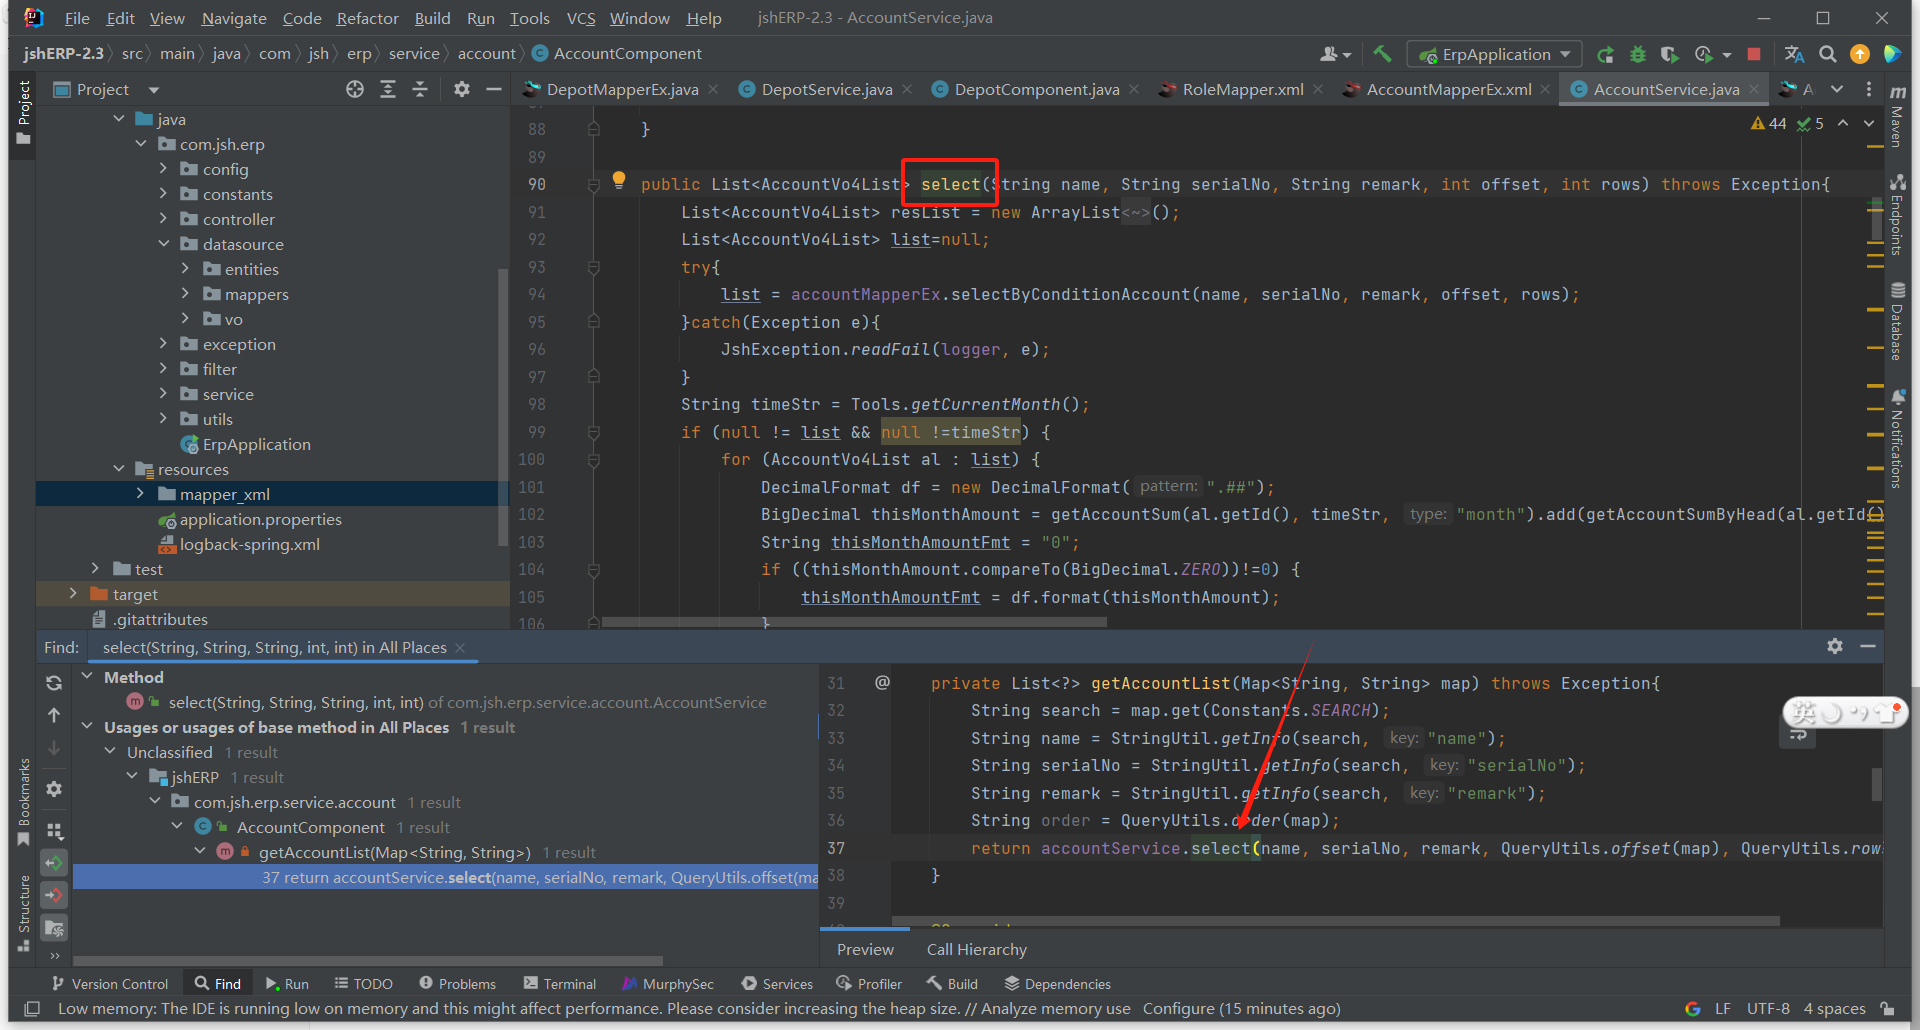 File Edit View Navigate Code Refactor Build Run Tools VCS Window Help jshERP-2.3 - AccountService.java
jshERP-2.3 src main java com jsh erp service account AccountComponent
ErpApplication
Project
DepotMapperEx.java DepotService.java DepotComponent.java RoleMapper.xml AccountMapperEx.xml AccountService.java A
Project
java
com.jsh.erp
config
constants
controller
datasource
entities
mappers
vo
exception
filter
service
utils
ErpApplication
resources
mapper_xml
application.properties
logback-spring.xml
test
target
.gitattributes
44 5
88 }
89
90 public List<AccountVo4List> select(String name, String serialNo, String remark, int offset, int rows) throws Exception{
91 List<AccountVo4List> resList = new ArrayList<~>();
92 List<AccountVo4List> list=null;
93 try{
94 list = accountMapperEx.selectByConditionAccount(name, serialNo, remark, offset, rows);
95 }catch(Exception e){
96 JshException.readFail(logger, e);
97 }
98 String timeStr = Tools.getCurrentMonth();
99 if (null != list && null !=timeStr) {
100 for (AccountVo4List al : list) {
101 DecimalFormat df = new DecimalFormat( pattern: ".##");
102 BigDecimal thisMonthAmount = getAccountSum(al.getId(), timeStr, type: "month").add(getAccountSumByHead(al.getId()
103 String thisMonthAmountFmt = "0";
104 if ((thisMonthAmount.compareTo(BigDecimal.ZERO))!=0) {
105 thisMonthAmountFmt = df.format(thisMonthAmount);
106 }
m Maven
Endpoints
Database
Notifications
Find: select(String, String, String, int, int) in All Places
Method
m select(String, String, String, int, int) of com.jsh.erp.service.account.AccountService
Usages or usages of base method in All Places 1 result
Unclassified 1 result
jshERP 1 result
com.jsh.erp.service.account 1 result
AccountComponent 1 result
m getAccountList(Map<String, String>) 1 result
37 return accountService.select(name, serialNo, remark, QueryUtils.offset(ma
Bookmarks
Structure
31 @ private List<?> getAccountList(Map<String, String> map) throws Exception{
32 String search = map.get(Constants.SEARCH);
33 String name = StringUtil.getInfo(search, key: "name");
34 String serialNo = StringUtil.getInfo(search, key: "serialNo");
35 String remark = StringUtil.getInfo(search, key: "remark");
36 String order = QueryUtils.order(map);
37 return accountService.select(name, serialNo, remark, QueryUtils.offset(map), QueryUtils.row
38 }
39
英
Preview Call Hierarchy
Version Control Find Run TODO Problems Terminal MurphySec Services Profiler Build Dependencies
Low memory: The IDE is running low on memory and this might affect performance. Please consider increasing the heap size. // Analyze memory use Configure (15 minutes ago) LF UTF-8 4 spaces